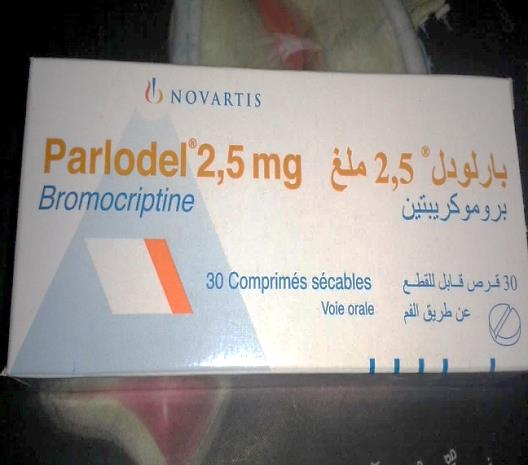 NOVARTIS
Parlodel® 2,5 mg
بارلودل® 2,5 ملغ
Bromocriptine
بروموكريبتين
30 Comprimés sécables
30 قرص قابل للقطع
Voie orale
عن طريق الفم